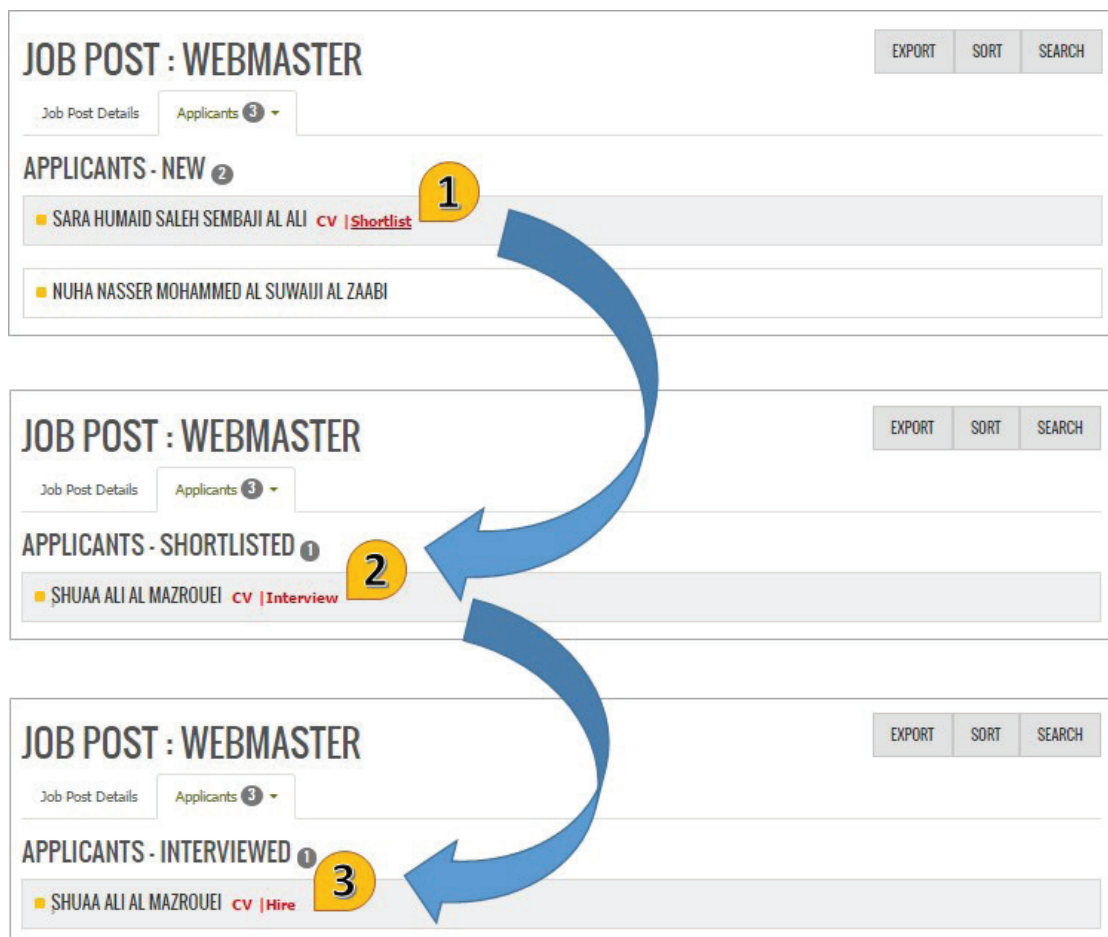 JOB POST : WEBMASTER
EXPORT SORT SEARCH
Job Post Details Applicants 3
APPLICANTS - NEW 2
1
SARA HUMAID SALEH SEMBAJI AL ALI CV |Shortlist
NUHA NASSER MOHAMMED AL SUWAIJI AL ZAABI
JOB POST : WEBMASTER
EXPORT SORT SEARCH
Job Post Details Applicants 3
APPLICANTS - SHORTLISTED 1
2
SHUAA ALI AL MAZROUEI CV |Interview
JOB POST : WEBMASTER
EXPORT SORT SEARCH
Job Post Details Applicants 3
APPLICANTS - INTERVIEWED 1
3
SHUAA ALI AL MAZROUEI CV |Hire